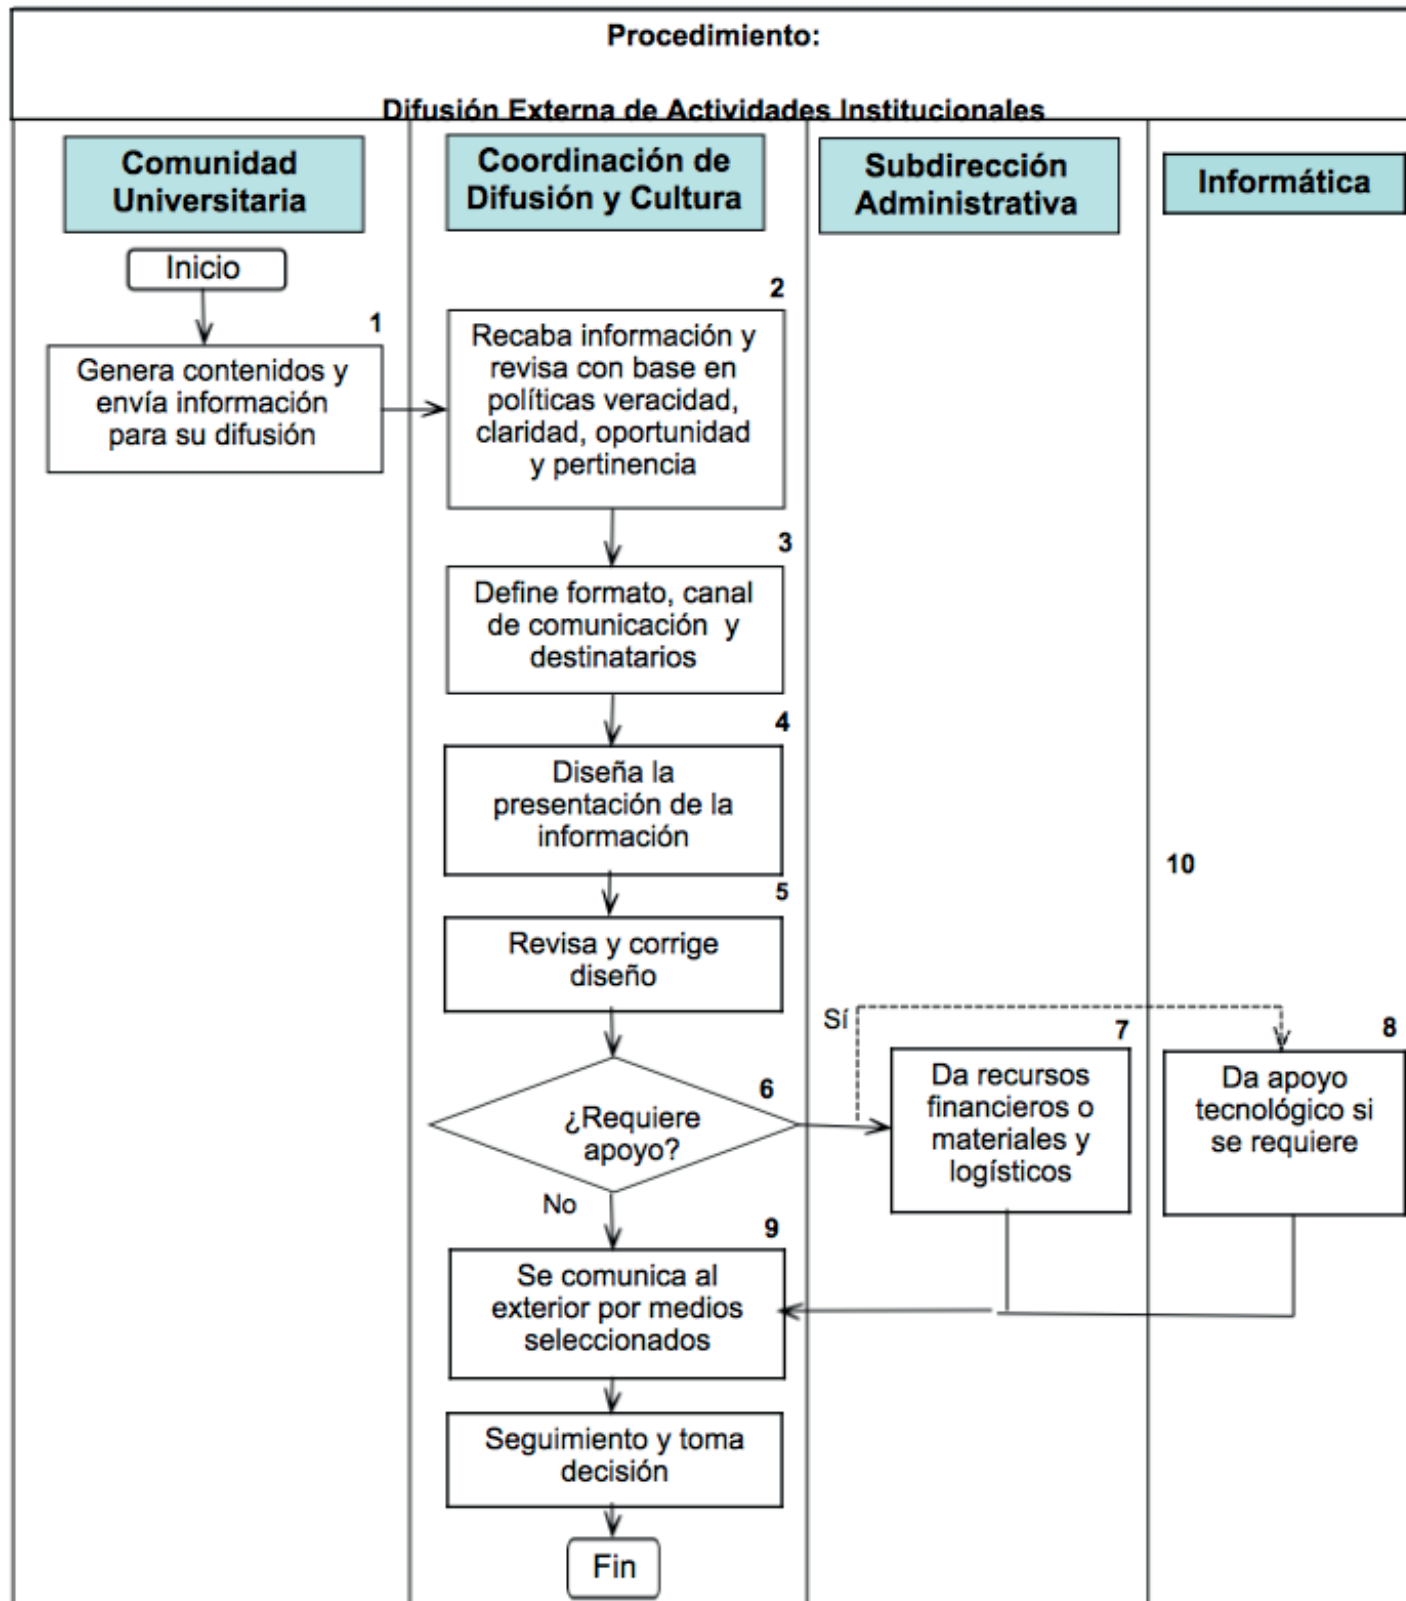 Procedimiento:
Difusión Externa de Actividades Institucionales
Comunidad
Universitaria
Coordinación de
Difusión y Cultura
Subdirección
Administrativa
Informática
Inicio
1
Genera contenidos y
envía información
para su difusión
2
Recaba información y
revisa con base en
políticas veracidad,
claridad, oportunidad
y pertinencia
3
Define formato, canal
de comunicación y
destinatarios
4
Diseña la
presentación de la
información
10
5
Revisa y corrige
diseño
6
¿Requiere
apoyo?
Sí
7
Da recursos
financieros o
materiales y
logísticos
8
Da apoyo
tecnológico si
se requiere
No
9
Se comunica al
exterior por medios
seleccionados
Seguimiento y toma
decisión
Fin